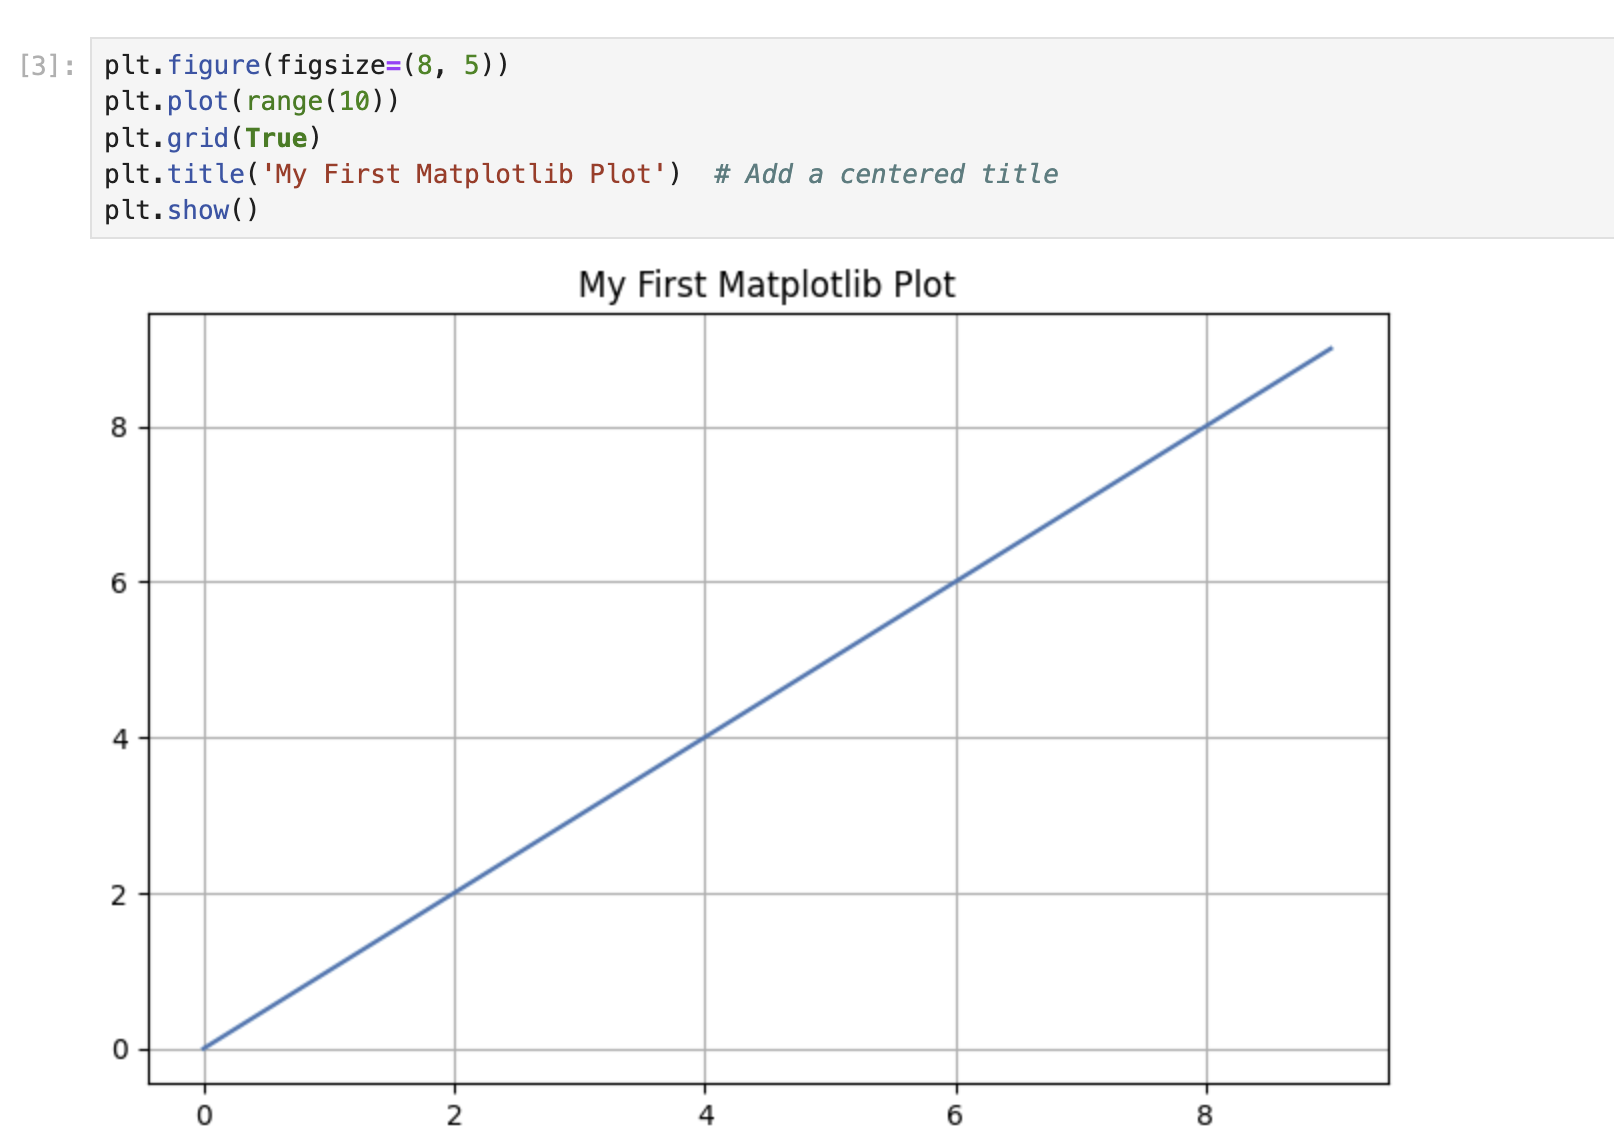 [3]: plt.figure(figsize=(8, 5))
plt.plot(range(10))
plt.grid(True)
plt.title('My First Matplotlib Plot')  # Add a centered title
plt.show()
My First Matplotlib Plot
8
6
4
2
0
0 2 4 6 8